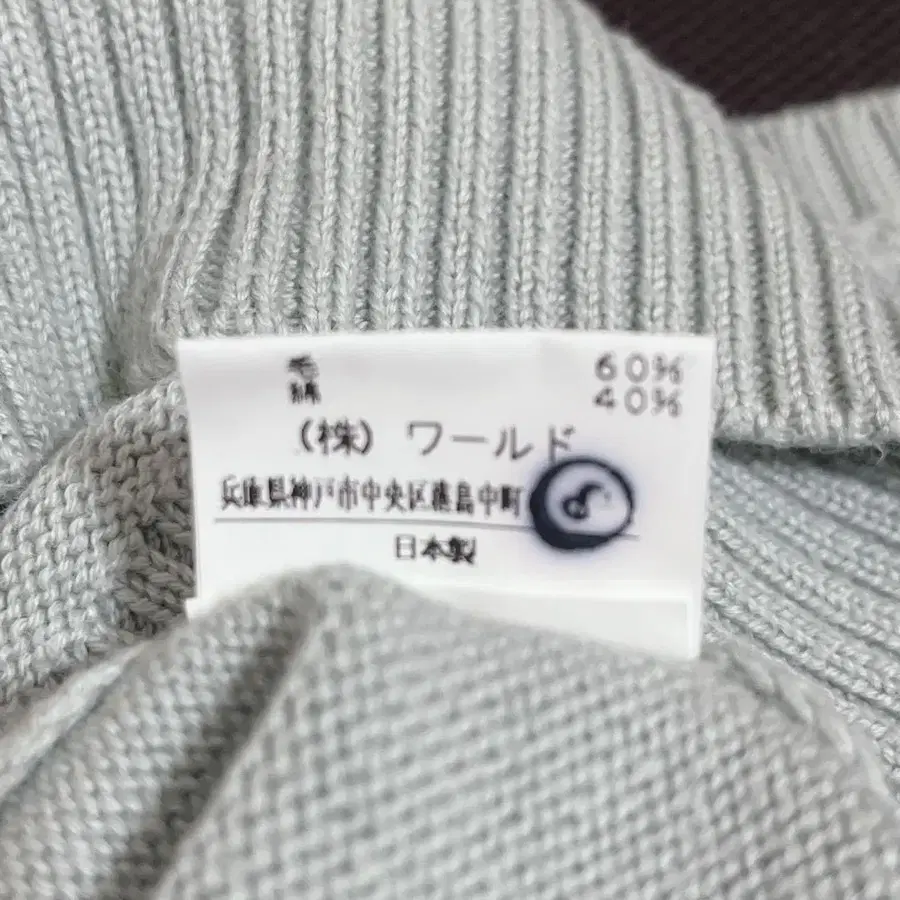 毛 60%
綿 40%
(株) ワールド
兵庫県神戸市中央区港島中町
日本製